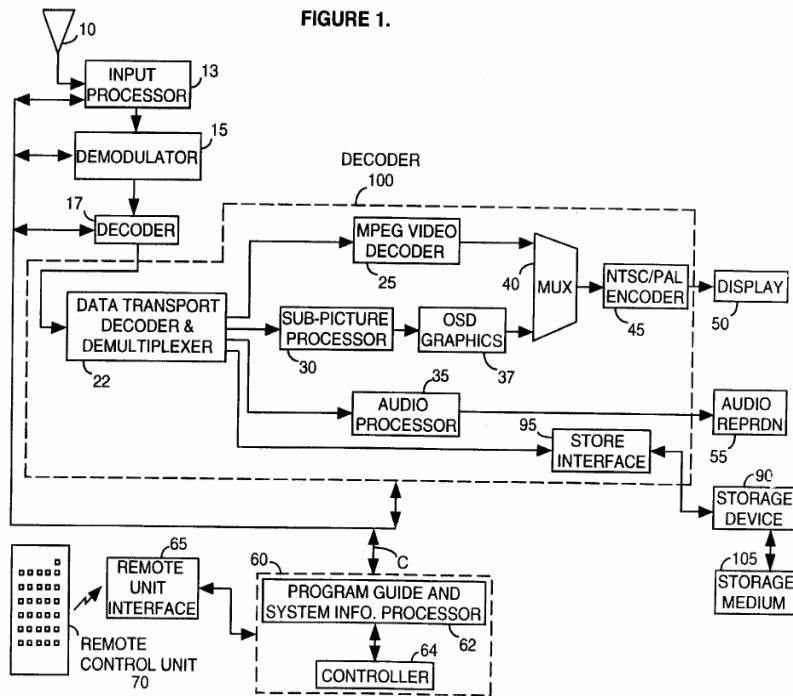 FIGURE 1.
10
INPUT
PROCESSOR
13
15
DEMODULATOR
17
DECODER
DECODER
100
MPEG VIDEO
DECODER
25
40
MUX
NTSC/PAL
ENCODER
45
DISPLAY
50
DATA TRANSPORT
DECODER &
DEMULTIPLEXER
22
SUB-PICTURE
PROCESSOR
30
OSD
GRAPHICS
37
35
AUDIO
PROCESSOR
AUDIO
REPRDN
55
95
STORE
INTERFACE
90
STORAGE
DEVICE
105
STORAGE
MEDIUM
65
REMOTE
UNIT
INTERFACE
REMOTE
CONTROL UNIT
70
60
C
PROGRAM GUIDE AND
SYSTEM INFO. PROCESSOR
62
64
CONTROLLER